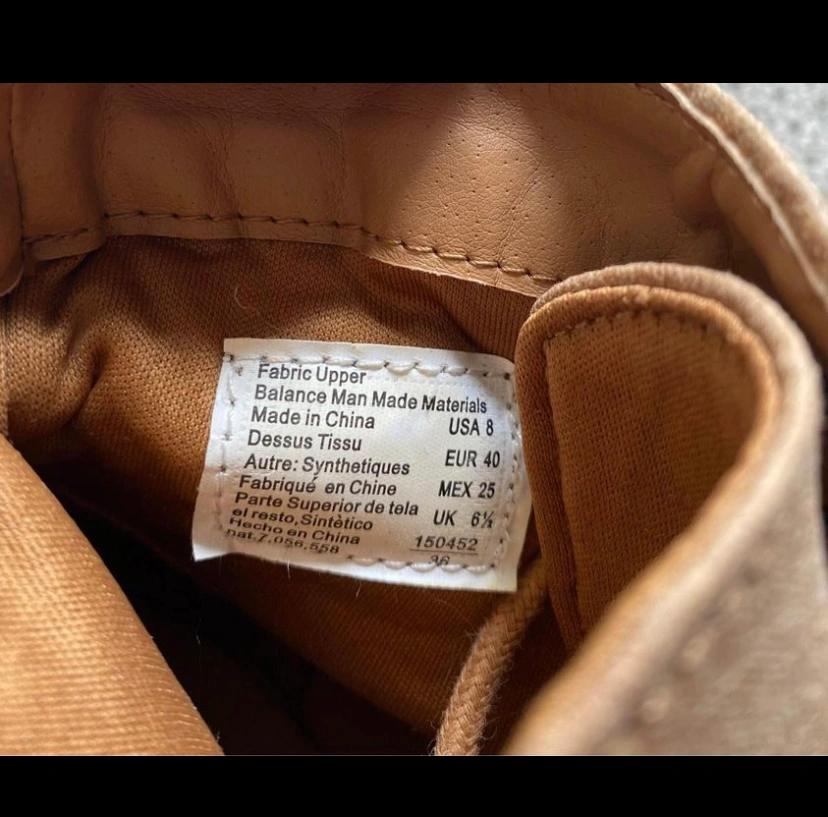 Fabric Upper
Balance Man Made Materials
Made in China
USA 8
Dessus Tissu
EUR 40
Autre: Synthetiques
Fabriqué en Chine
MEX 25
Parte Superior de tela
el resto, Sintètico
UK 6½
Hecho en China
150452
pat.7,056,558
36